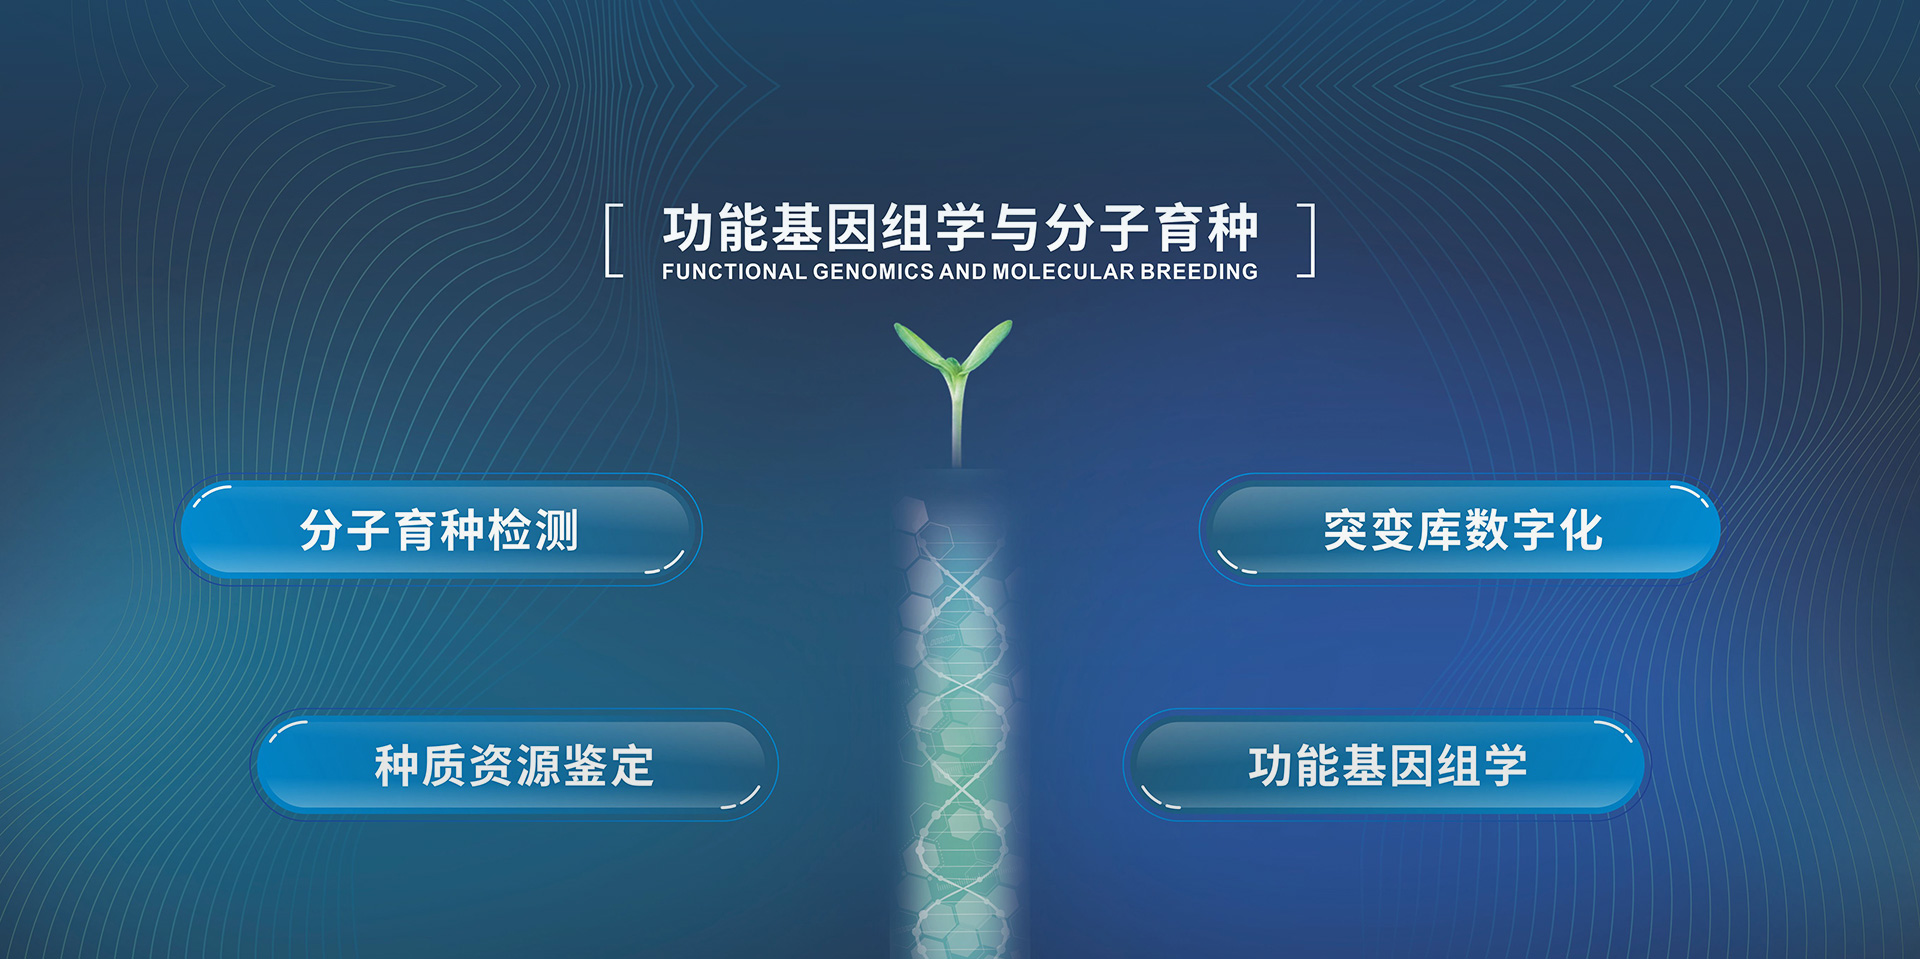 功能基因组学与分子育种
FUNCTIONAL GENOMICS AND MOLECULAR BREEDING
分子育种检测
突变库数字化
种质资源鉴定
功能基因组学